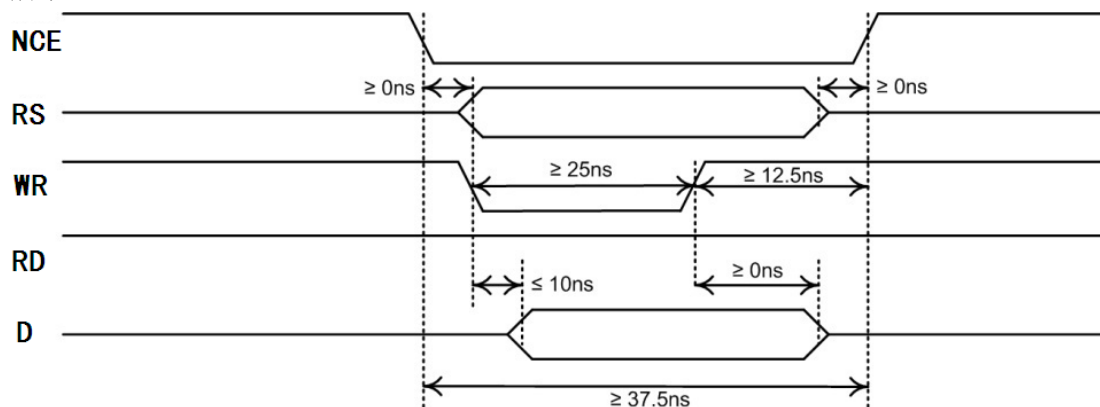 NCE
≥ 0ns ≥ 0ns
RS
WR
≥ 25ns ≥ 12.5ns
RD
≤ 10ns ≥ 0ns
D
≥ 37.5ns